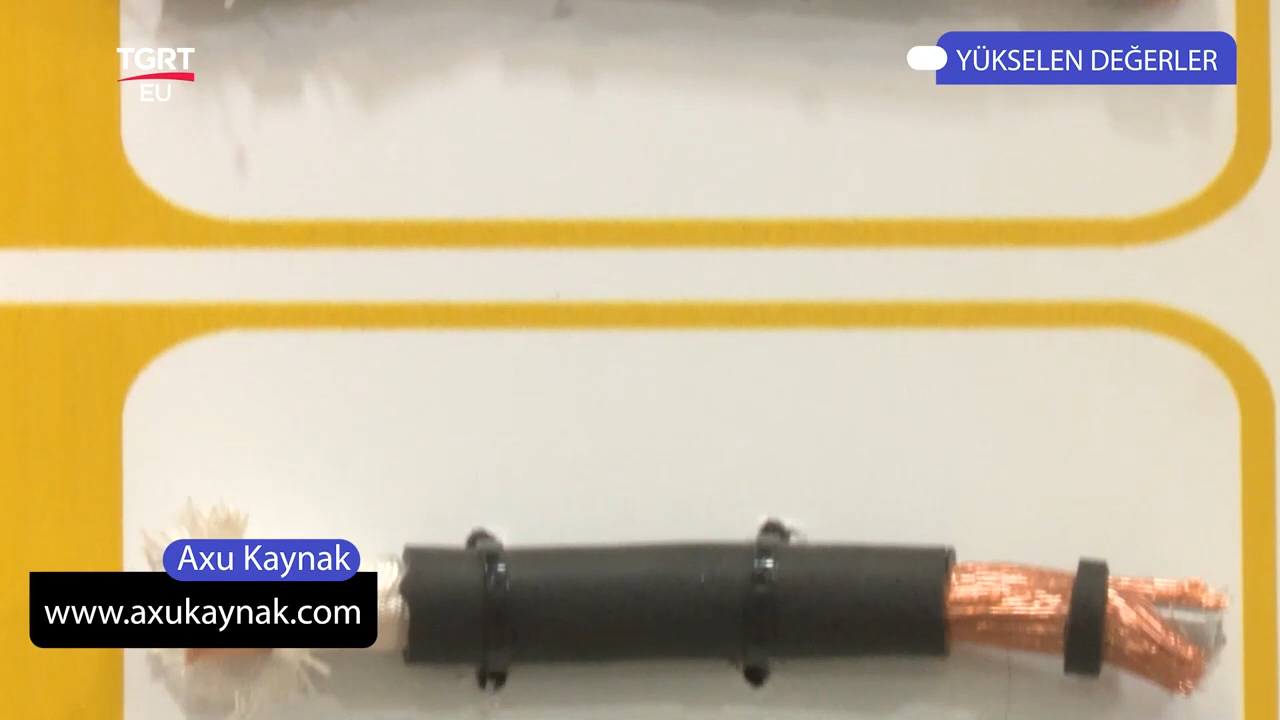 TGRT
EU
YÜKSELEN DEĞERLER
Axu Kaynak
www.axukaynak.com